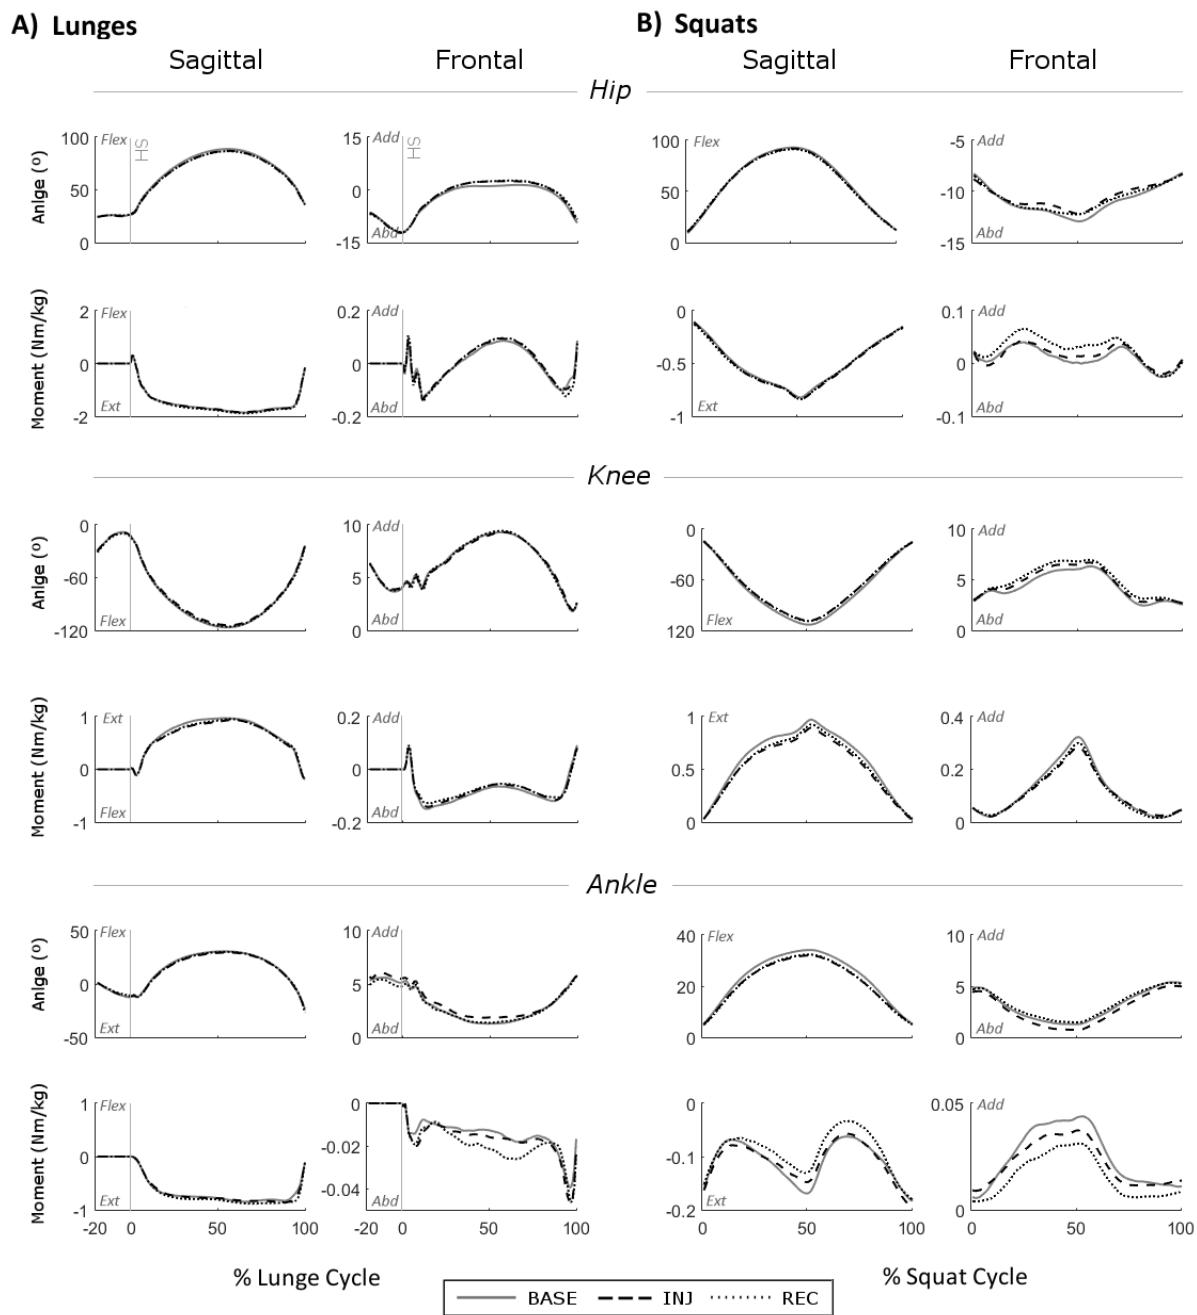 A) Lunges B) Squats
Sagittal Frontal Sagittal Frontal
Hip
Anlge (º) 100 50 0 Flex HS 15 0 -15 Add Abd HS 100 50 0 Flex -5 -10 -15 Add Abd
Moment (Nm/kg) 2 0 -2 Flex Ext 0.2 0 -0.2 Add Abd -0 -0.5 -1 Ext 0.1 0 -0.1 Add Abd
Knee
Anlge (º) 0 -60 -120 Flex 10 5 0 Add Abd 0 -60 120 Flex 10 5 0 Add Abd
Moment (Nm/kg) 1 0 -1 Ext Flex 0.2 0 -0.2 Add Abd 1 0.5 0 Ext 0.4 0.2 0 Add
Ankle
Anlge (º) 50 0 -50 Flex Ext 10 5 0 Add Abd 40 20 0 Flex 10 5 0 Add Abd
Moment (Nm/kg) 1 0 -1 Flex Ext 0 -0.02 -0.04 Abd -0 -0.1 -0.2 Ext 0.05 0 Add
-20 0 50 100 -20 0 50 100 0 50 100 0 50 100
% Lunge Cycle % Squat Cycle
BASE INJ REC